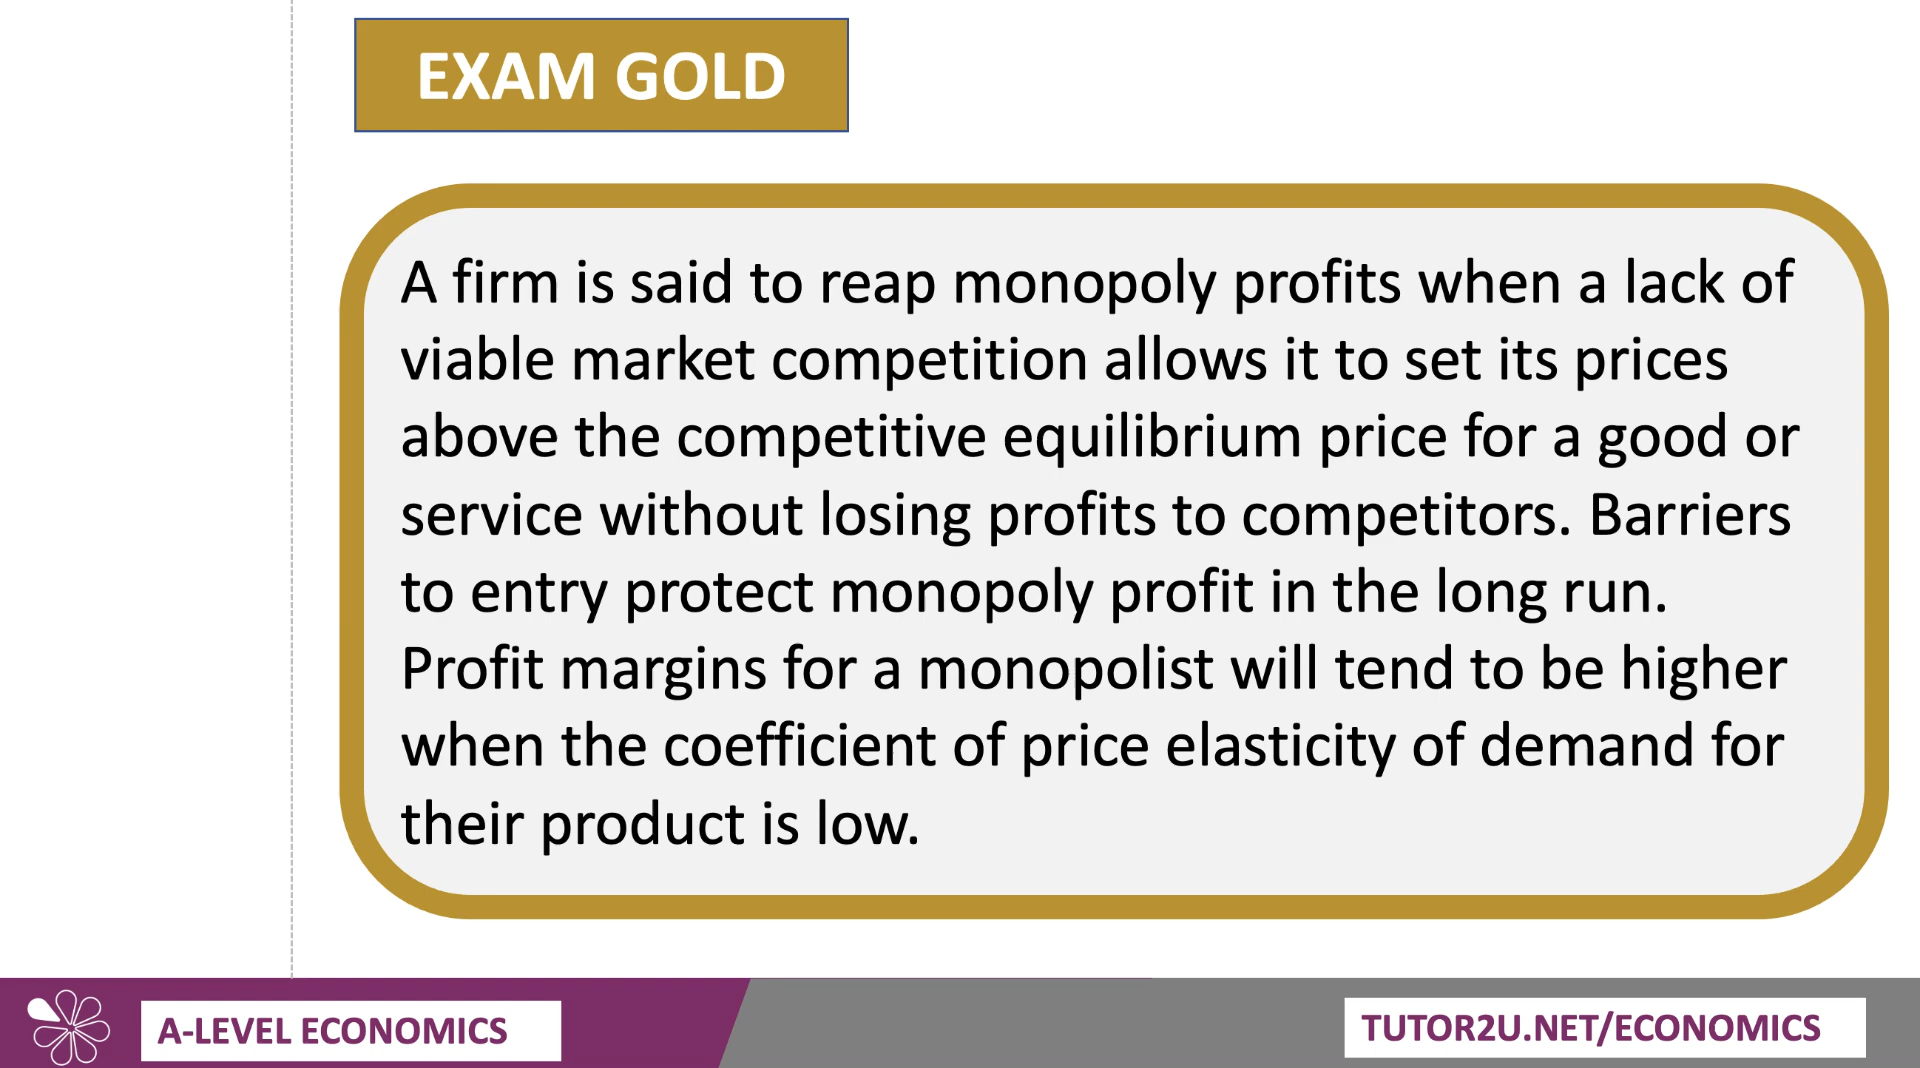 EXAM GOLD
A firm is said to reap monopoly profits when a lack of
viable market competition allows it to set its prices
above the competitive equilibrium price for a good or
service without losing profits to competitors. Barriers
to entry protect monopoly profit in the long run.
Profit margins for a monopolist will tend to be higher
when the coefficient of price elasticity of demand for
their product is low.
A-LEVEL ECONOMICS
TUTOR2U.NET/ECONOMICS